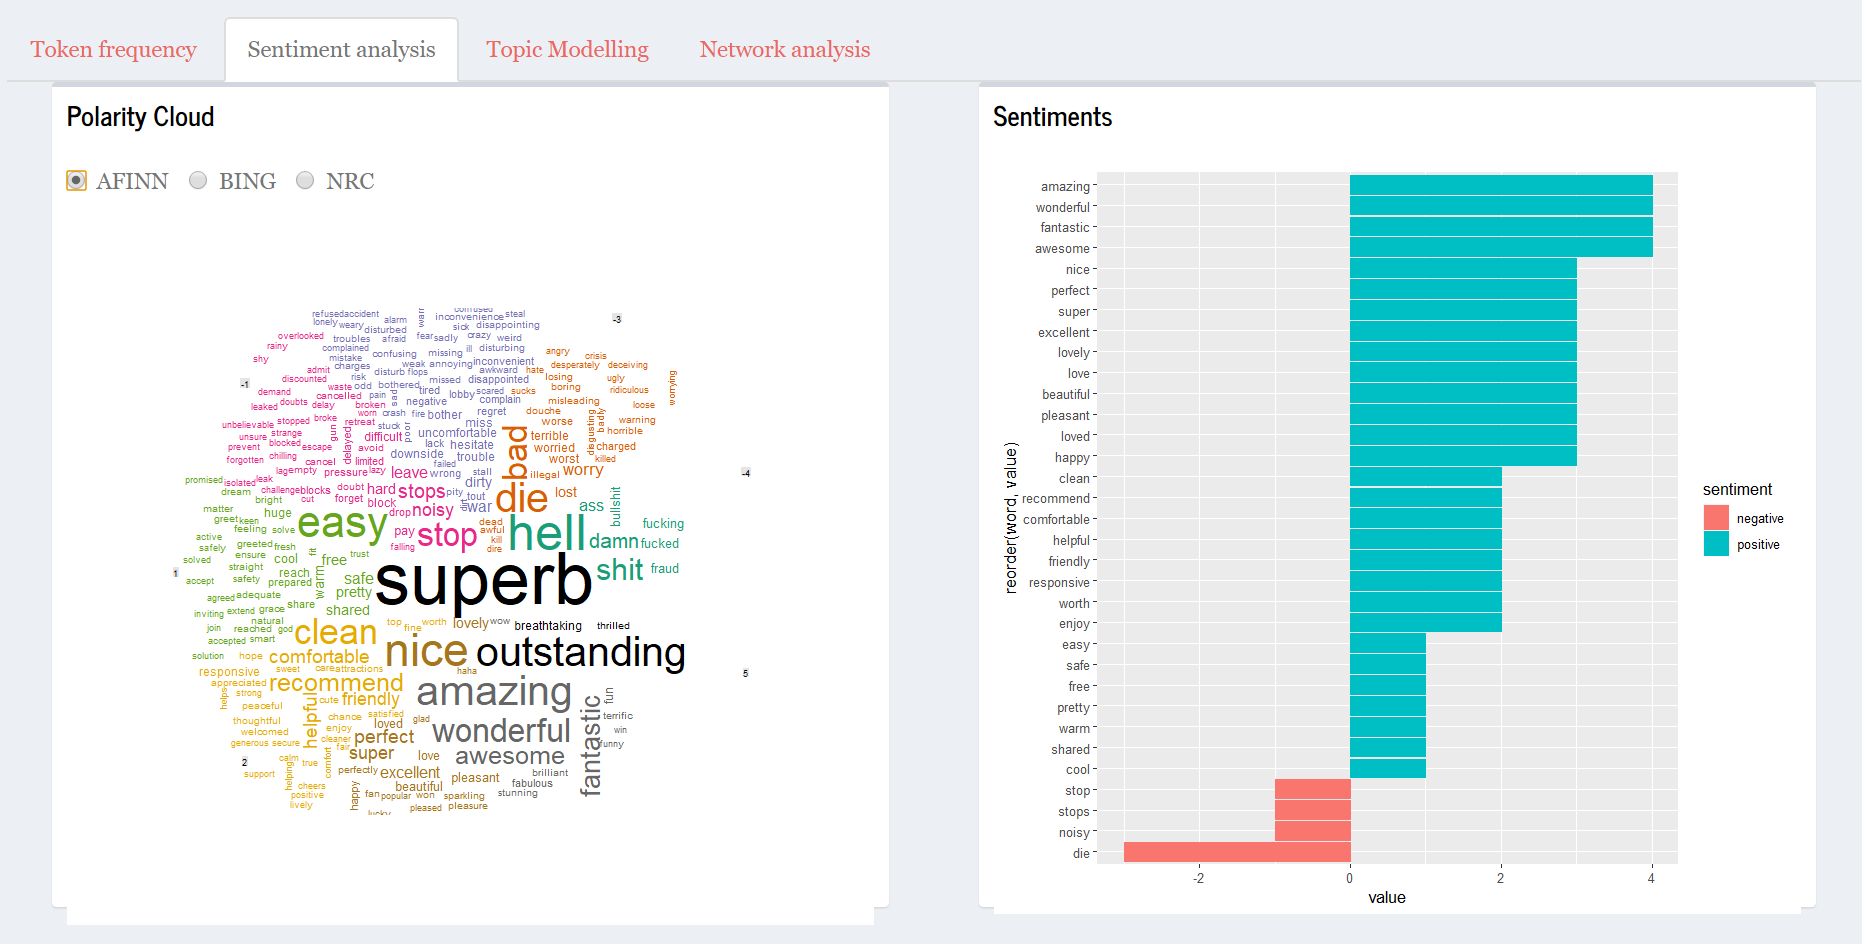 Token frequency Sentiment analysis Topic Modelling Network analysis
Polarity Cloud
AFINN BING NRC
refused accident warr confused steal
lonely weary alarm inconvenience
disturbed sick disappointing
overlooked troubles afraid fear sadly crazy weird
rainy complained confusing missing ill disturbing angry
shy mistake weak annoying inconvenient crisis
admit charges disturb flops awkward hate desperately deceiving
discounted risk missed disappointed losing ugly worrying
demand waste odd bothered tired boring ridiculous
cancelled pain sad lobby scared sucks
leaked doubts delay broken negative complain misleading loose
worn crash fire bother regret douche
unbelievable stopped broke retreat stuck poor miss worse disgusting badly warning
unsure strange gun delayed difficult uncomfortable bad terrible horrible
prevent blocked escape avoid lack hesitate worried charged
forgotten chilling cancel limited downside trouble worst killed
lag empty pressure lazy leave failed wrong stall illegal worry
promised isolated leak doubt hard stops pity dirty
dream challenge blocks forget block tout die lost
bright cut drop noisy dirt war ass bullshit
matter huge easy
greet keen dead fucking
active feeling solve pay stop awful hell
safely greeted fresh fit falling kill dire damn fucked
solved ensure cool free trust
straight reach warm superb shit fraud
accept safety prepared safe
agreed adequate pretty
inviting extend grace share shared
natural god top fine worth lovely wow breathtaking thrilled
join reached clean
accepted smart nice outstanding
solution hope comfortable
responsive sweet care attractions haha
appreciated recommend amazing
helps strong cute friendly fantastic fun
peaceful helpful chance satisfied glad wonderful terrific
thoughtful enjoy loved win
welcomed cleaner perfect funny
generous secure fair super love awesome
calm true comfort
support helping perfectly excellent pleasant brilliant
cheers happy beautiful fabulous
positive fan popular won sparkling stunning
lively lucky pleased pleasure
-3
-1
-4
1
5
2
Sentiments
amazing
wonderful
fantastic
awesome
nice
perfect
super
excellent
lovely
love
beautiful
pleasant
loved
happy
clean
recommend
comfortable
helpful
friendly
responsive
worth
enjoy
easy
safe
free
pretty
warm
shared
cool
stop
stops
noisy
die
reorder(word, value)
-2 0 2 4
value
sentiment
negative
positive